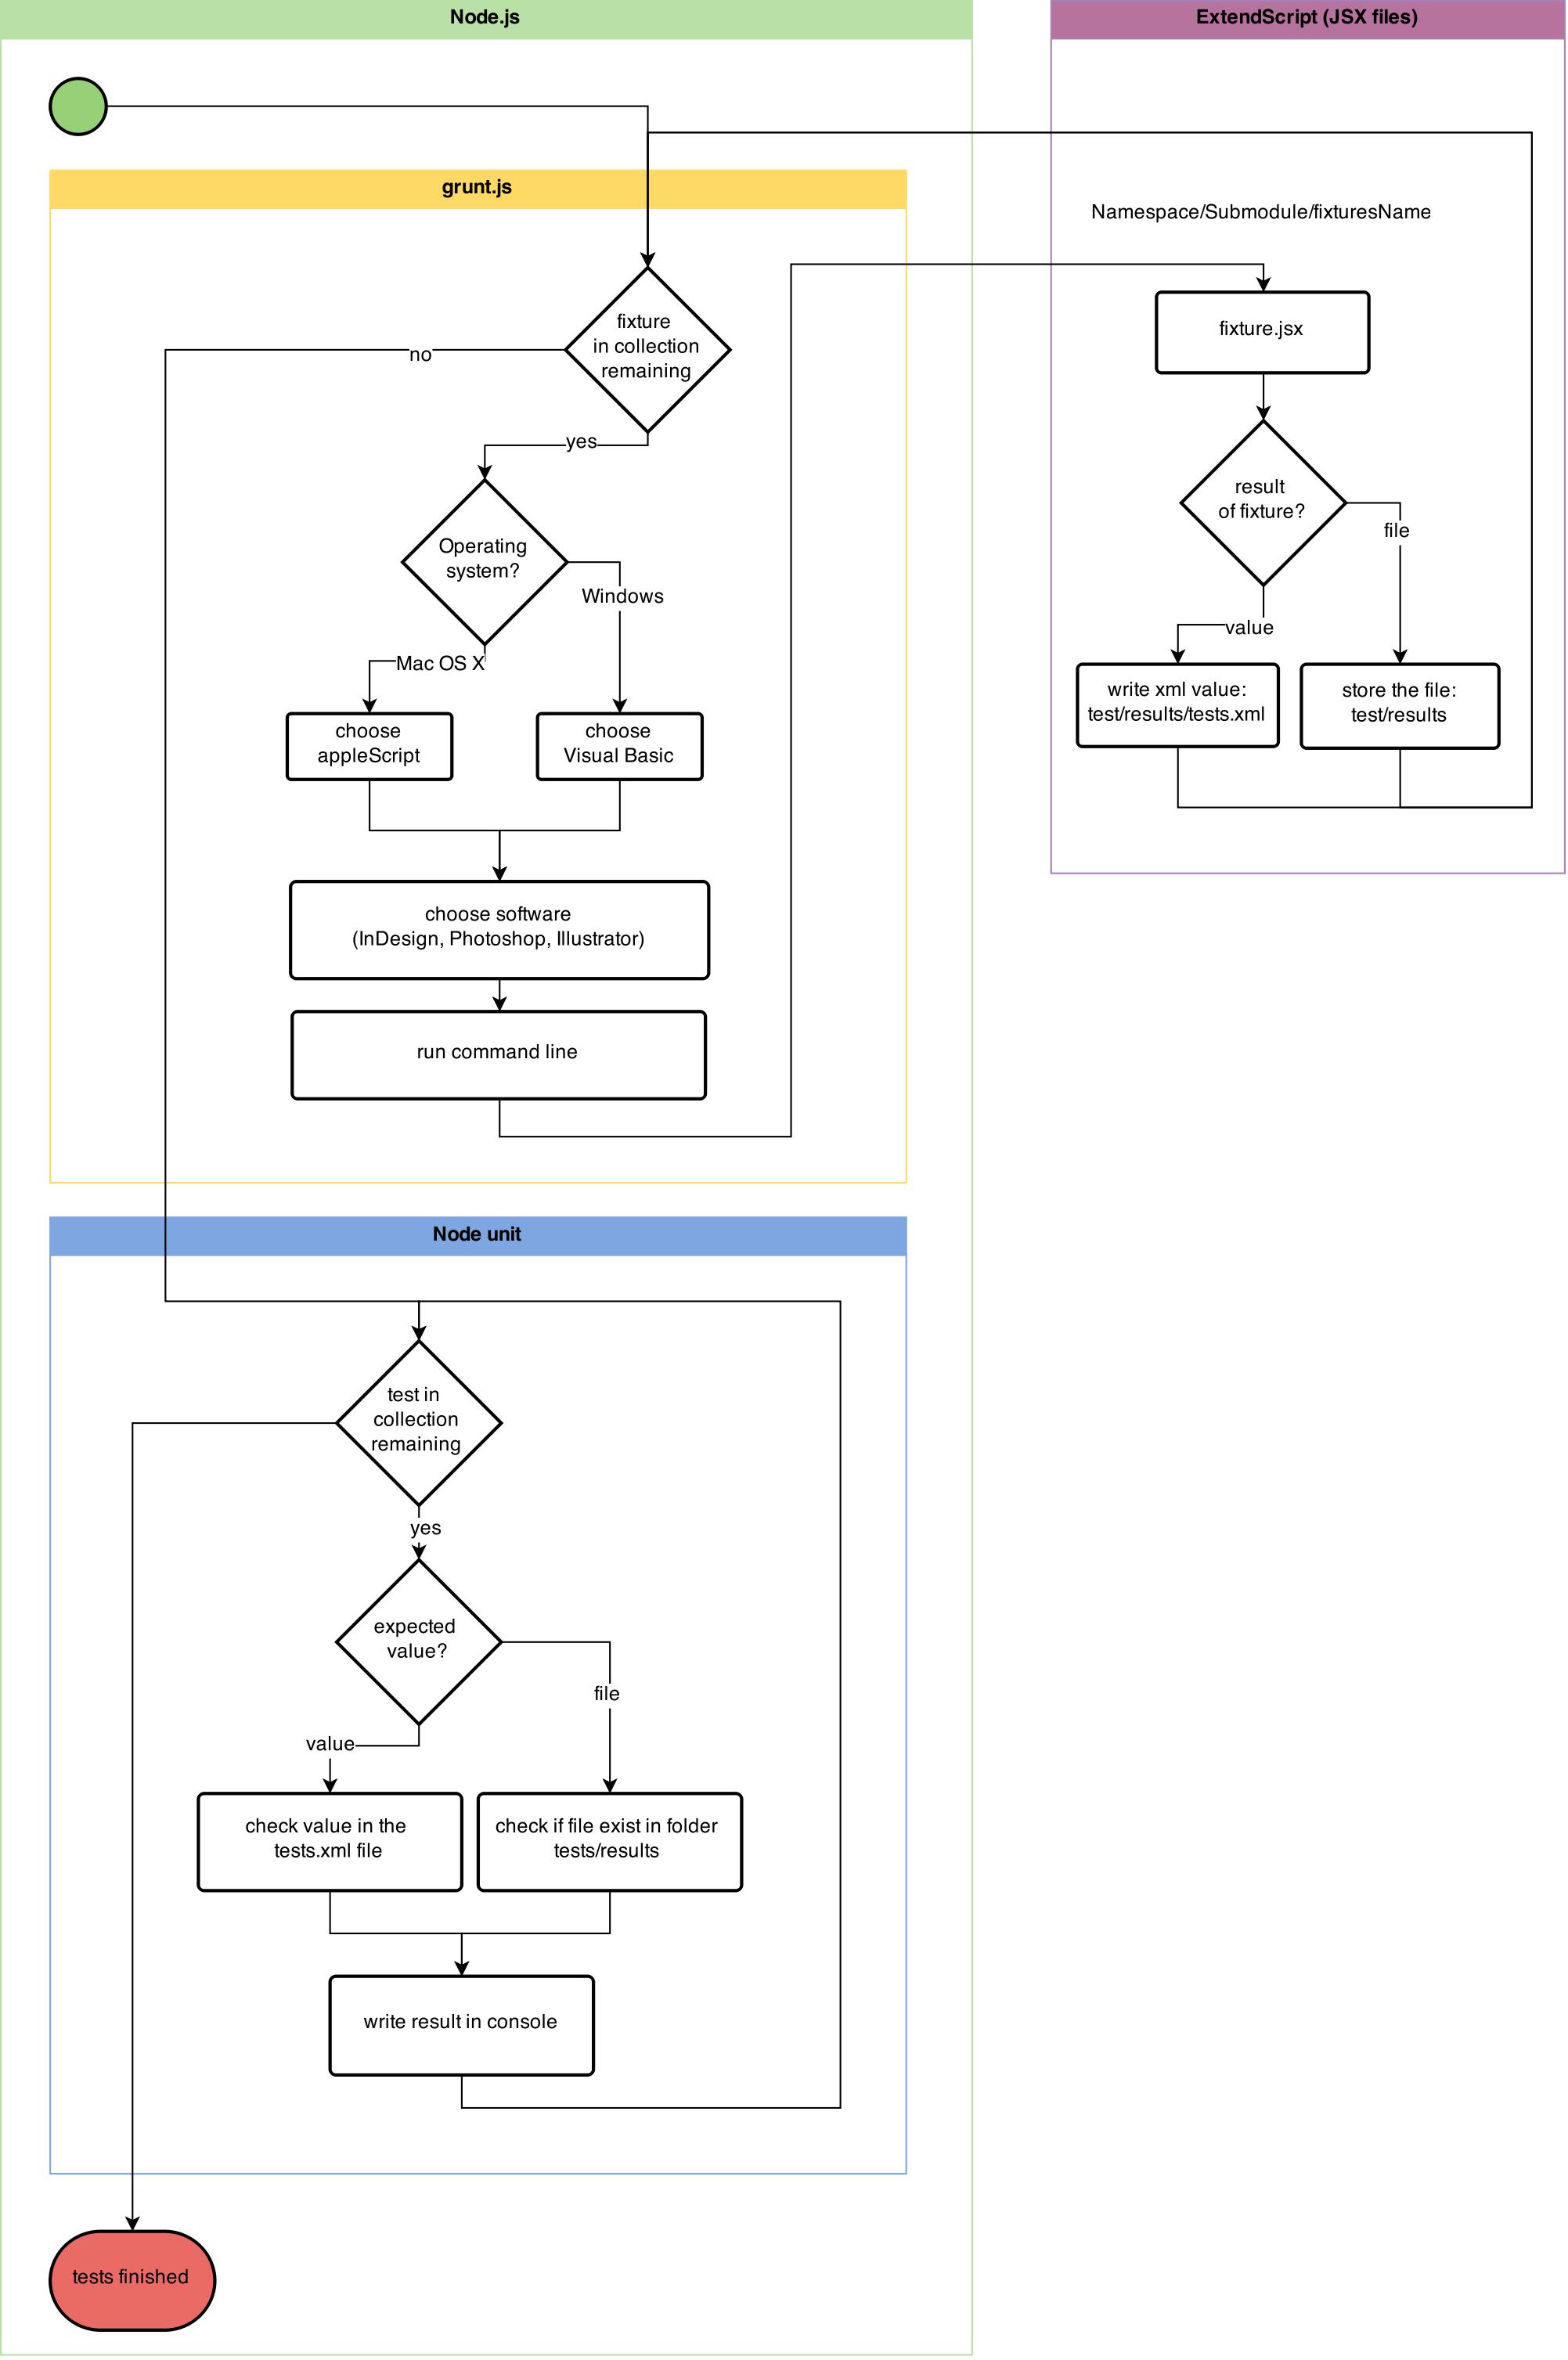 Node.js
ExtendScript (JSX files)
grunt.js
Namespace/Submodule/fixturesName
fixture
in collection
remaining
no
yes
Operating
system?
Windows
Mac OS X
choose
appleScript
choose
Visual Basic
choose software
(InDesign, Photoshop, Illustrator)
run command line
fixture.jsx
result
of fixture?
file
value
write xml value:
test/results/tests.xml
store the file:
test/results
Node unit
test in
collection
remaining
yes
expected
value?
file
value
check value in the
tests.xml file
check if file exist in folder
tests/results
write result in console
tests finished